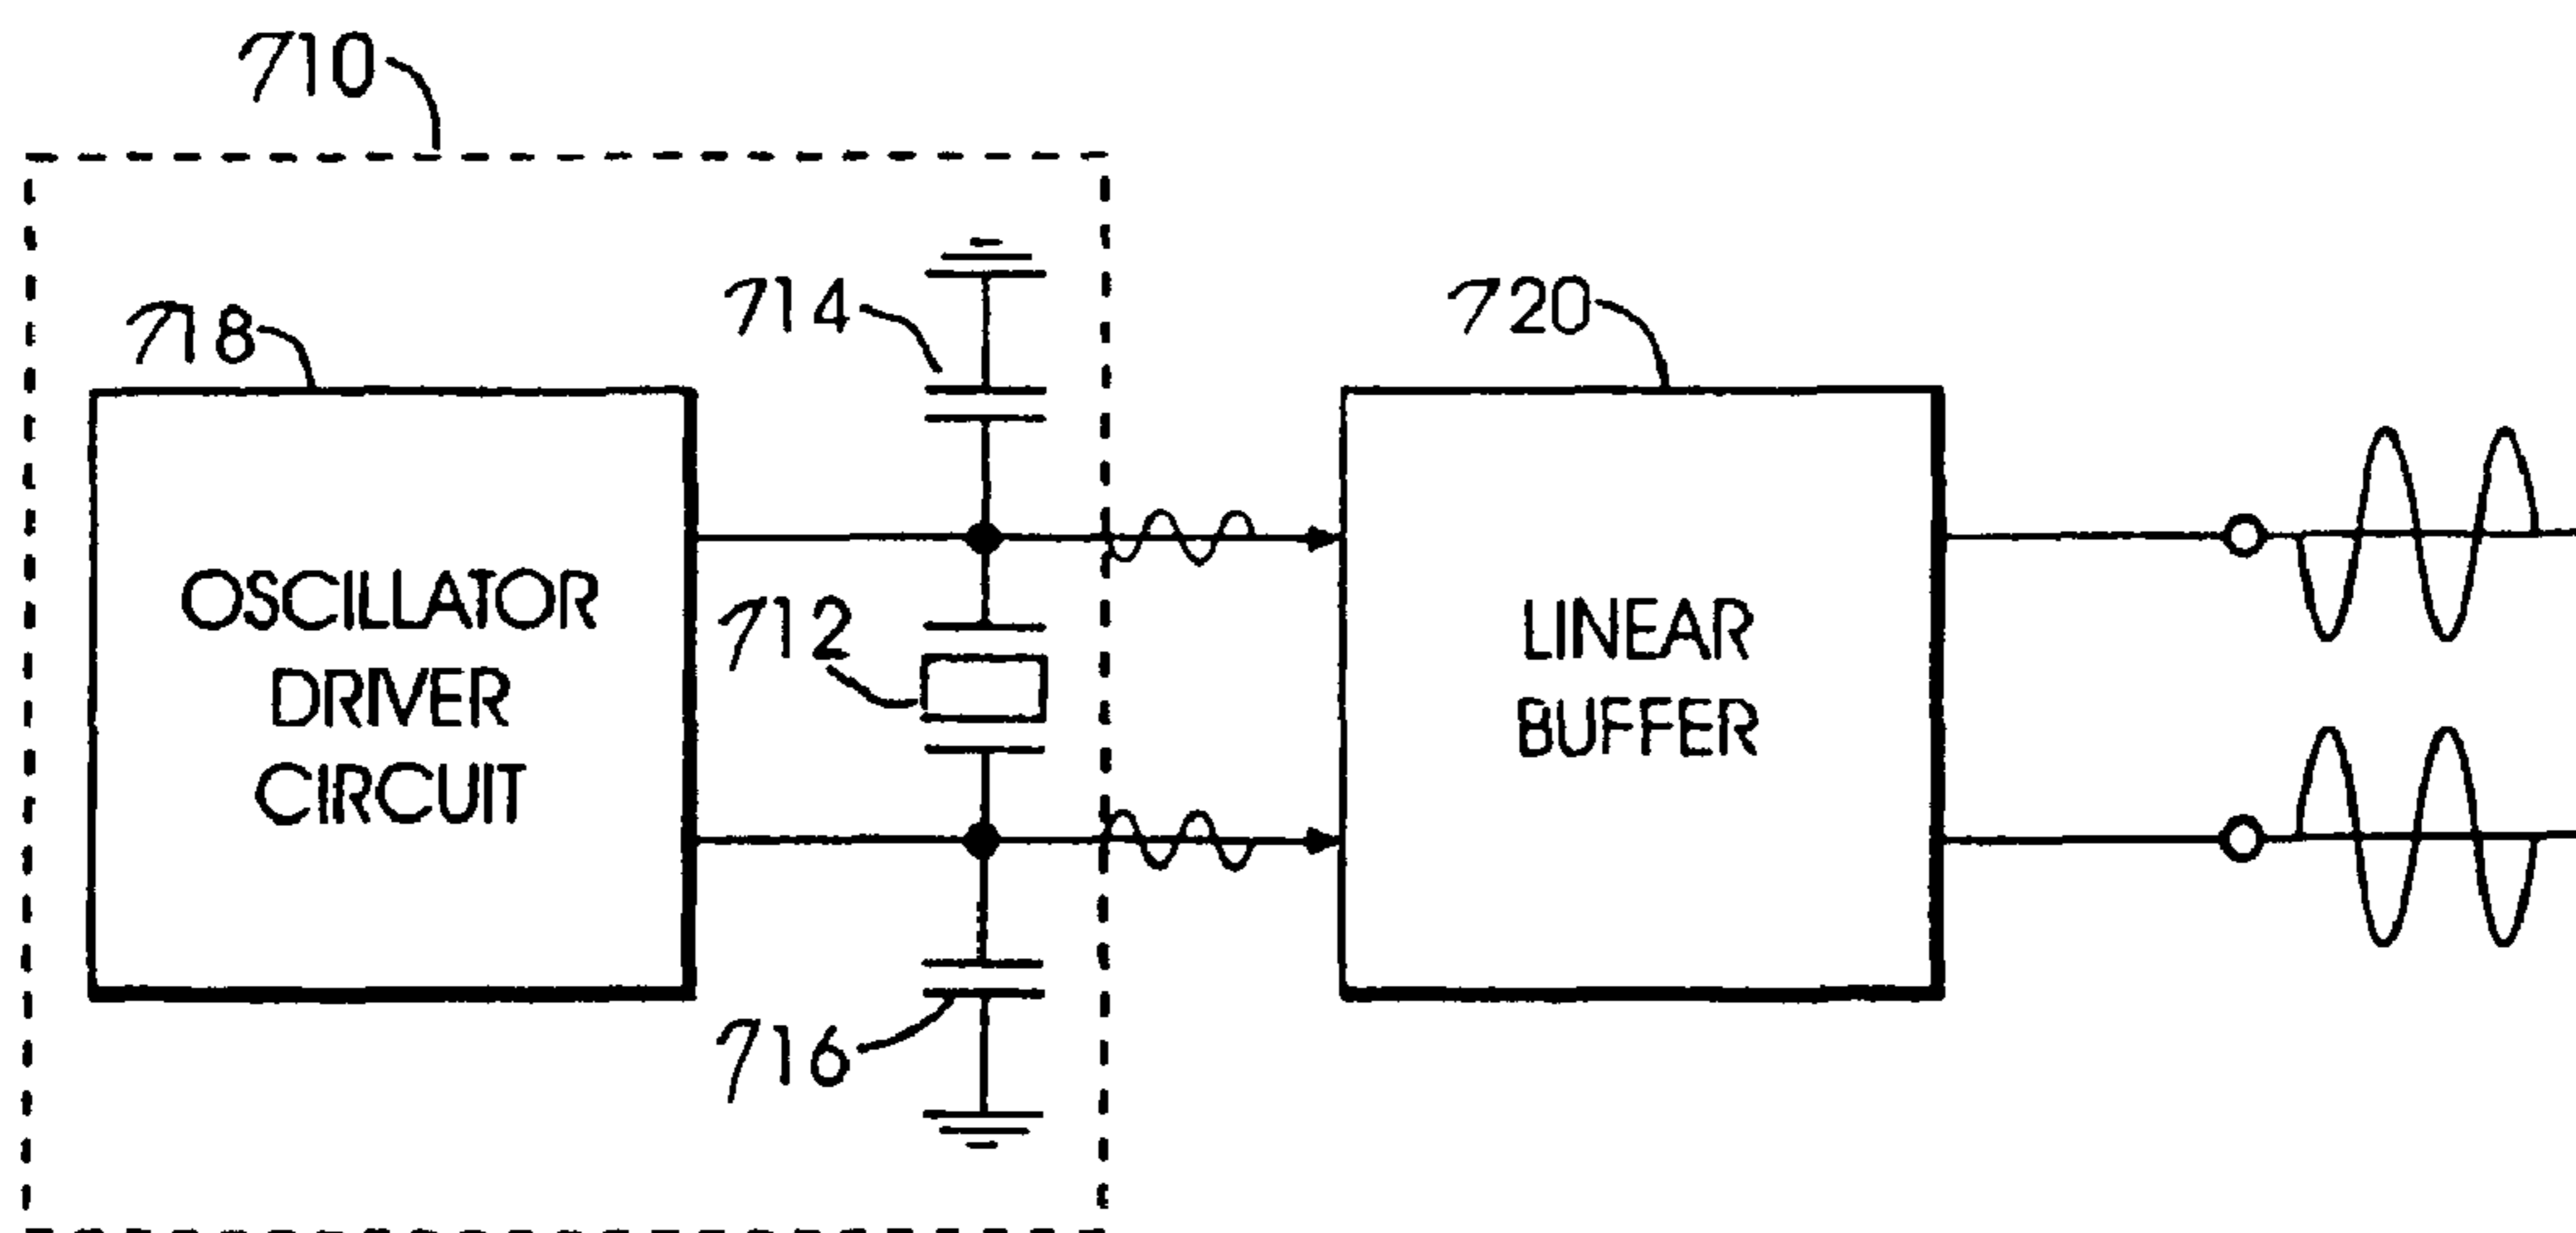 710
714
718
720
OSCILLATOR
DRIVER
CIRCUIT
712
LINEAR
BUFFER
716